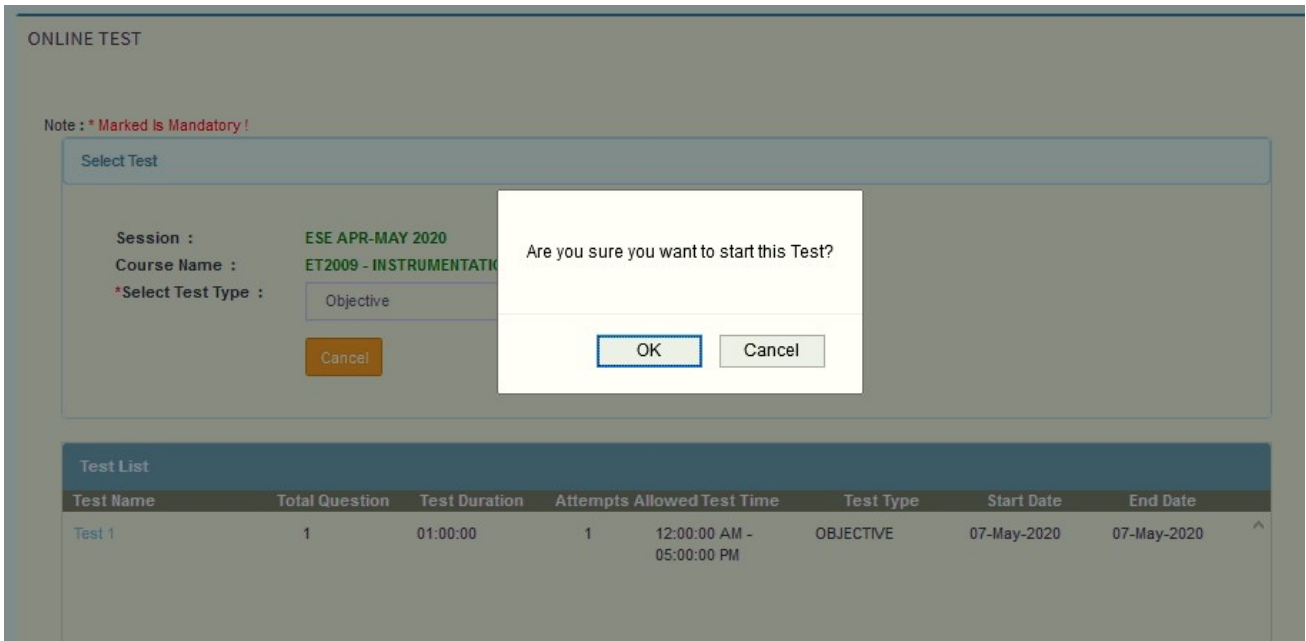 ONLINE TEST
Note : * Marked Is Mandatory !
Select Test
Session :
ESE APR-MAY 2020
Course Name :
ET2009 - INSTRUMENTATIO
*Select Test Type :
Objective
Cancel
Are you sure you want to start this Test?
OK
Cancel
Test List
Test Name Total Question Test Duration Attempts Allowed Test Time Test Type Start Date End Date
Test 1 1 01:00:00 1 12:00:00 AM - OBJECTIVE 07-May-2020 07-May-2020
05:00:00 PM